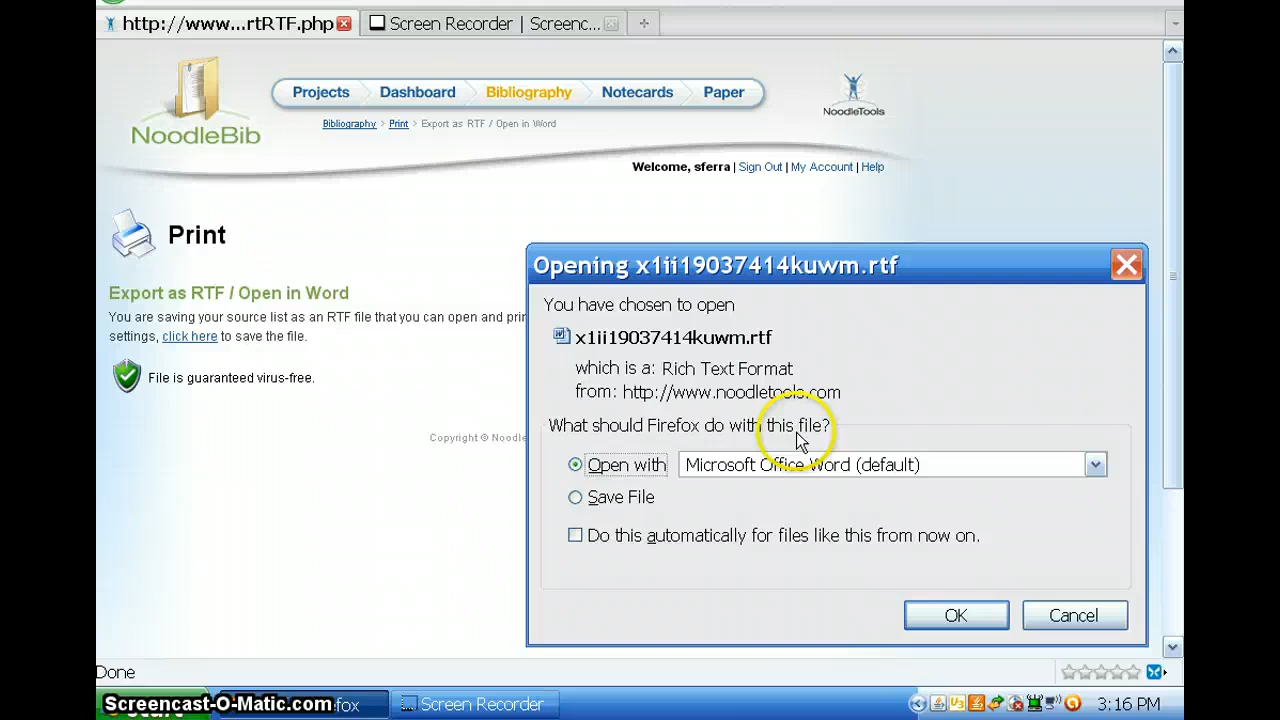 http://www...rtRTF.php
Screen Recorder | Screenc...
NoodleBib
Projects
Dashboard
Bibliography
Notecards
Paper
NoodleTools
Bibliography > Print > Export as RTF / Open in Word
Welcome, sferra | Sign Out | My Account | Help
Print
Export as RTF / Open in Word
You are saving your source list as an RTF file that you can open and
settings, click here to save the file.
File is guaranteed virus-free.
Copyright © Noodle
Opening x1ii19037414kuwm.rtf
You have chosen to open
x1ii19037414kuwm.rtf
which is a: Rich Text Format
from: http://www.noodletools.com
What should Firefox do with this file?
Open with
Microsoft Office Word (default)
Save File
Do this automatically for files like this from now on.
OK
Cancel
Done
Screencast-O-Matic.com
Screen Recorder
3:16 PM